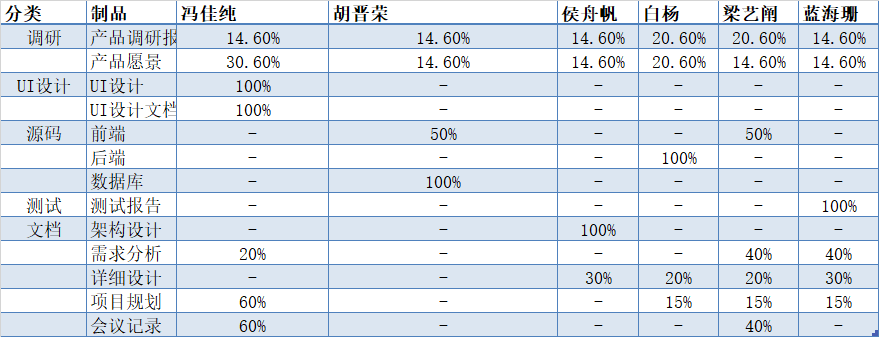 分类 制品 冯佳纯 胡晋荣 侯舟帆 白杨 梁艺阐 蓝海珊
调研 产品调研报 14.60% 14.60% 14.60% 20.60% 20.60% 14.60%
产品愿景 30.60% 14.60% 14.60% 20.60% 14.60% 14.60%
UI设计 UI设计 100% - - - - -
UI设计文档 100% - - - - -
源码 前端 - 50% - - 50% -
后端 - - - 100% - -
数据库 - 100% - - - -
测试 测试报告 - - - - - 100%
文档 架构设计 - - 100% - - -
需求分析 20% - - - 40% 40%
详细设计 - - 30% 20% 20% 30%
项目规划 60% - - 15% 15% 15%
会议记录 60% - - - 40% -